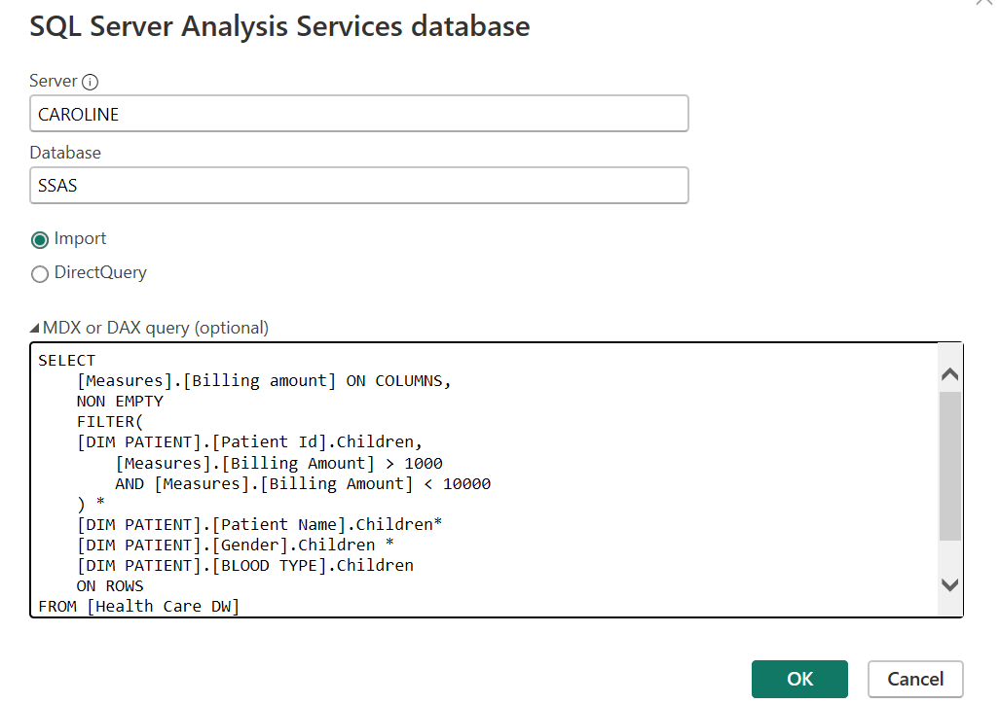 SQL Server Analysis Services database
Server
CAROLINE
Database
SSAS
Import
DirectQuery
MDX or DAX query (optional)
SELECT
    [Measures].[Billing amount] ON COLUMNS,
    NON EMPTY
    FILTER(
    [DIM PATIENT].[Patient Id].Children,
        [Measures].[Billing Amount] > 1000
        AND [Measures].[Billing Amount] < 10000
    ) *
    [DIM PATIENT].[Patient Name].Children*
    [DIM PATIENT].[Gender].Children *
    [DIM PATIENT].[BLOOD TYPE].Children
    ON ROWS
FROM [Health Care DW]
OK Cancel